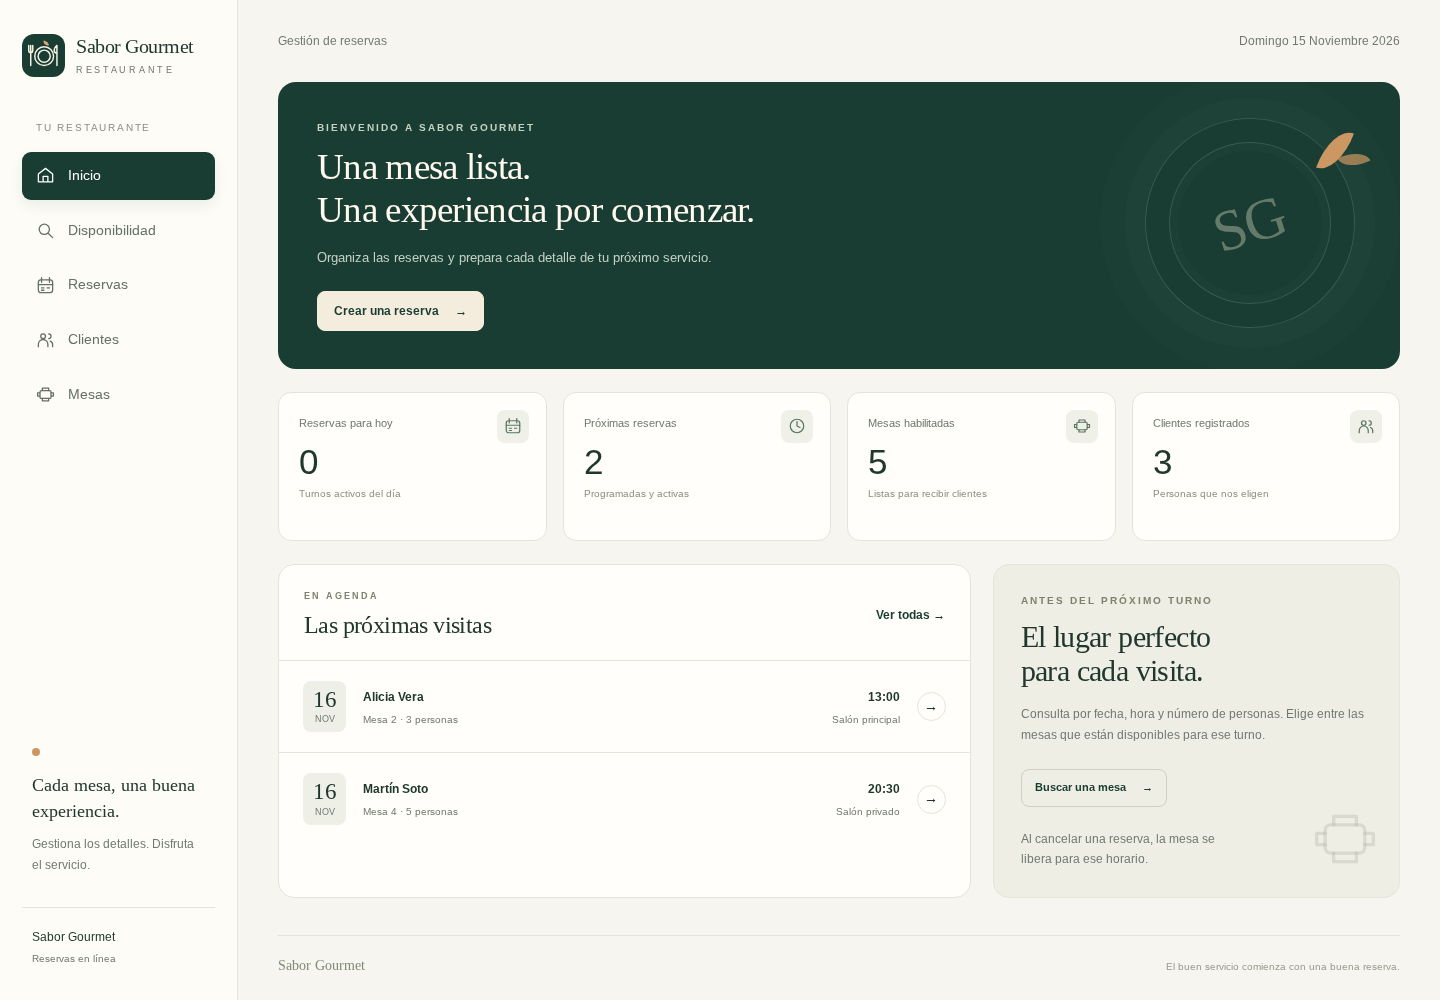 Sabor Gourmet
RESTAURANTE
TU RESTAURANTE
Inicio
Disponibilidad
Reservas
Clientes
Mesas
Cada mesa, una buena
experiencia.
Gestiona los detalles. Disfruta
el servicio.
Sabor Gourmet
Reservas en línea
Gestión de reservas
Domingo 15 Noviembre 2026
BIENVENIDO A SABOR GOURMET
Una mesa lista.
Una experiencia por comenzar.
Organiza las reservas y prepara cada detalle de tu próximo servicio.
Crear una reserva →
SG
Reservas para hoy
0
Turnos activos del día
Próximas reservas
2
Programadas y activas
Mesas habilitadas
5
Listas para recibir clientes
Clientes registrados
3
Personas que nos eligen
EN AGENDA
Las próximas visitas
Ver todas →
16
NOV
Alicia Vera
Mesa 2 · 3 personas
13:00
Salón principal
→
16
NOV
Martín Soto
Mesa 4 · 5 personas
20:30
Salón privado
→
ANTES DEL PRÓXIMO TURNO
El lugar perfecto
para cada visita.
Consulta por fecha, hora y número de personas. Elige entre las
mesas que están disponibles para ese turno.
Buscar una mesa →
Al cancelar una reserva, la mesa se
libera para ese horario.
Sabor Gourmet
El buen servicio comienza con una buena reserva.